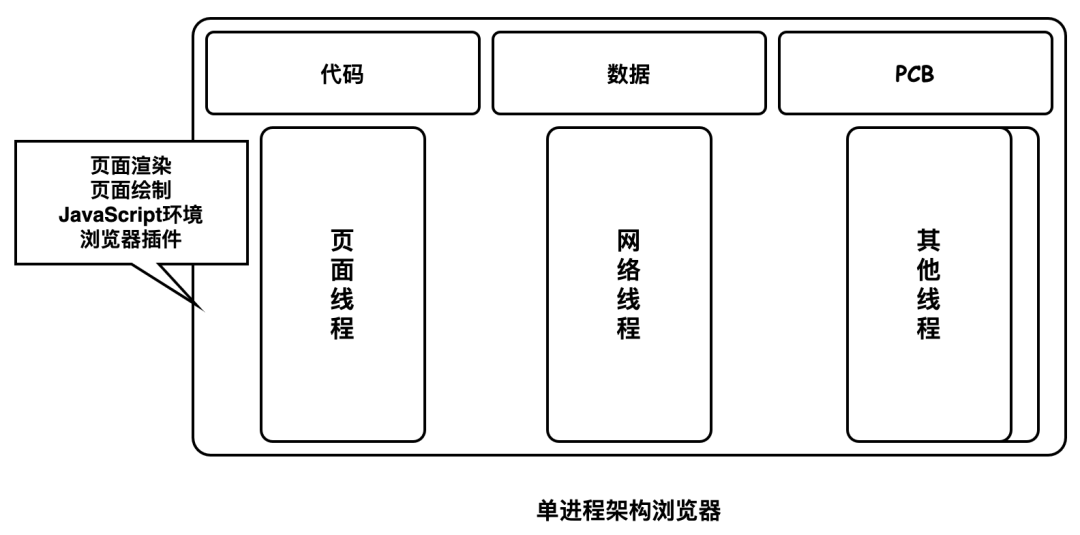 代码
数据
PCB
页面渲染
页面绘制
JavaScript环境
浏览器插件
页面线程
网络线程
其他线程
单进程架构浏览器